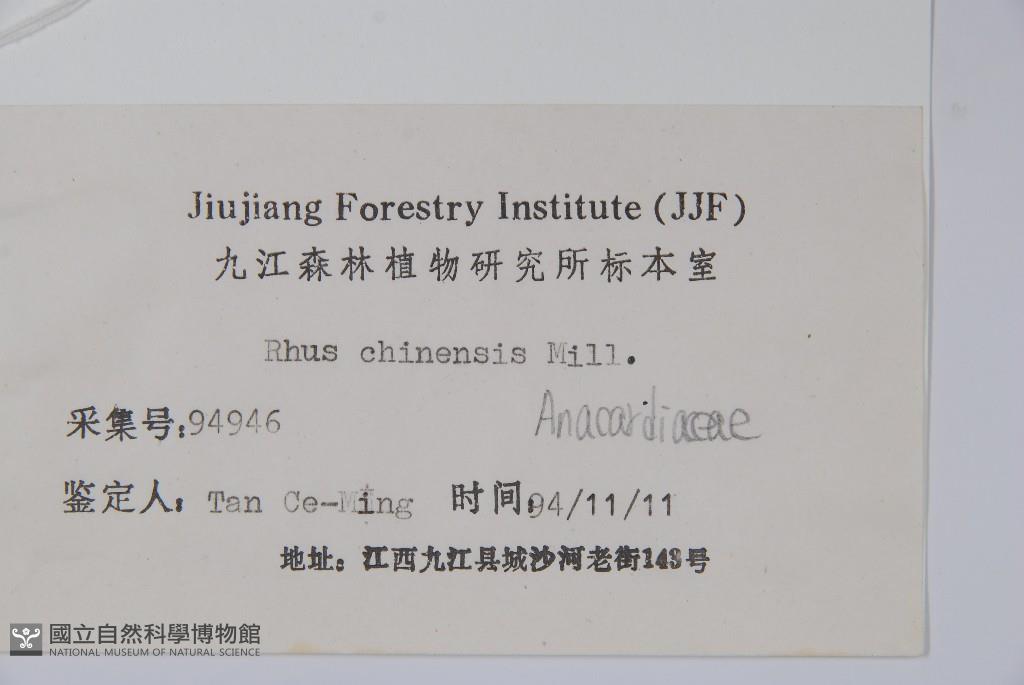 Jiujiang Forestry Institute (JJF)
九江森林植物研究所标本室
Rhus chinensis Mill.
采集号:94946
Anacardiaceae
鉴定人: Tan Ce-Ming 时间:94/11/11
地址: 江西九江县城沙河老街143号
國立自然科學博物館
NATIONAL MUSEUM OF NATURAL SCIENCE